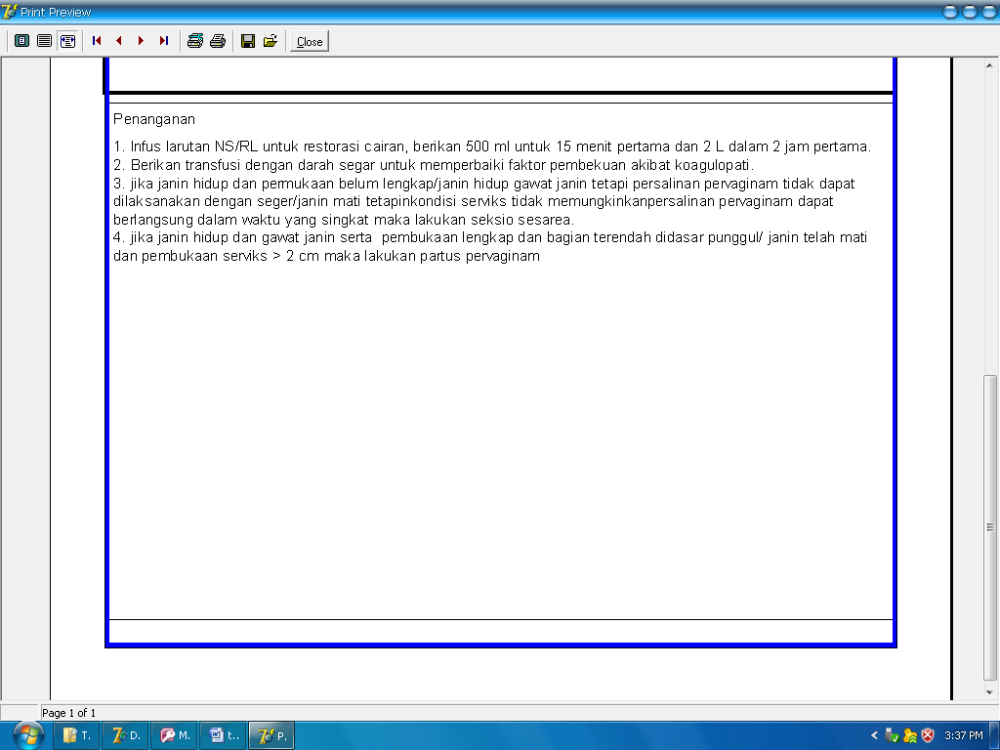 Print Preview
Close
Penanganan
1. Infus larutan NS/RL untuk restorasi cairan, berikan 500 ml untuk 15 menit pertama dan 2 L dalam 2 jam pertama.
2. Berikan transfusi dengan darah segar untuk memperbaiki faktor pembekuan akibat koagulopati.
3. jika janin hidup dan permukaan belum lengkap/janin hidup gawat janin tetapi persalinan pervaginam tidak dapat
dilaksanakan dengan seger/janin mati tetapinkondisi serviks tidak memungkinkanpersalinan pervaginam dapat
berlangsung dalam waktu yang singkat maka lakukan seksio sesarea.
4. jika janin hidup dan gawat janin serta  pembukaan lengkap dan bagian terendah didasar punggul/ janin telah mati
dan pembukaan serviks > 2 cm maka lakukan partus pervaginam
Page 1 of 1
T. D. M. t.. P. 3:37 PM